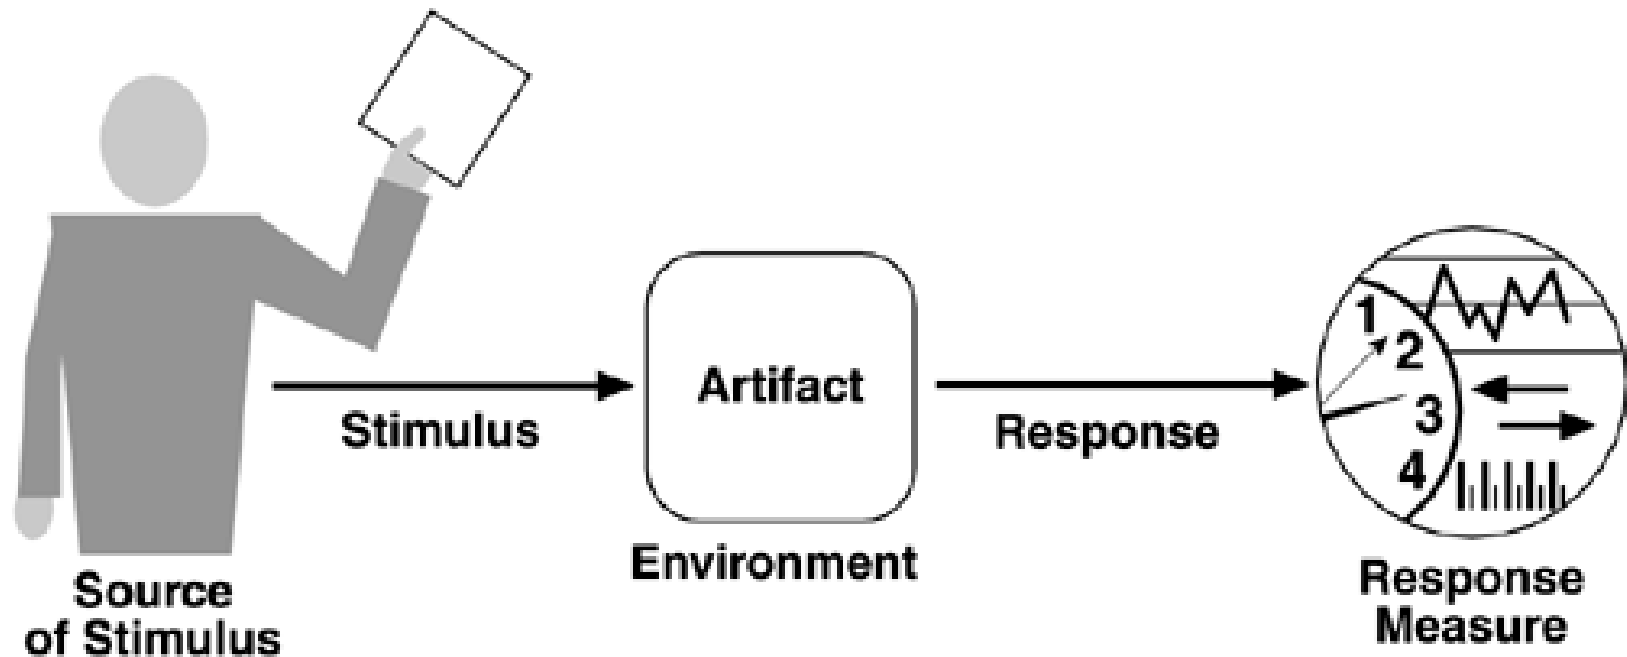 Source
of Stimulus
Stimulus
Artifact
Environment
Response
1
2
3
4
Response
Measure